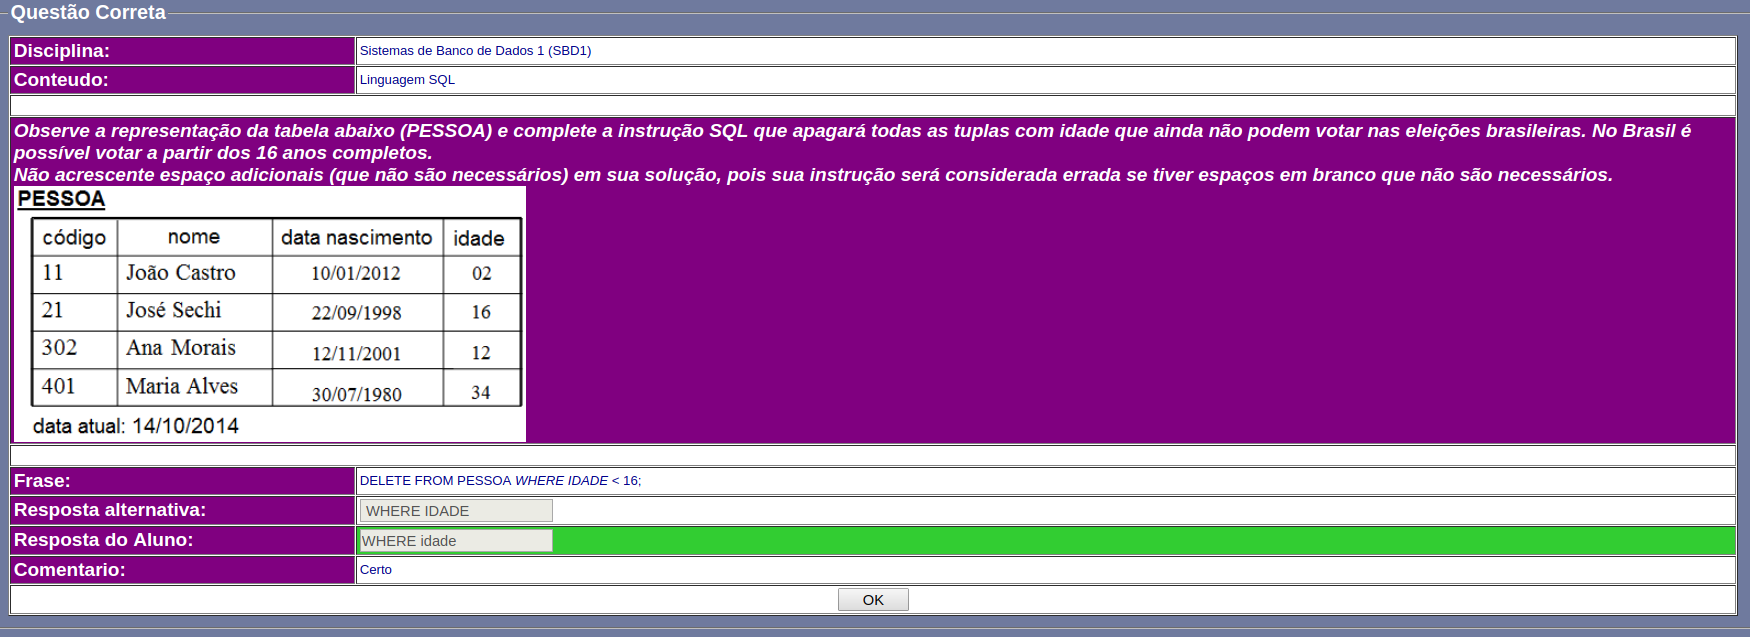 Questão Correta
Disciplina: Sistemas de Banco de Dados 1 (SBD1)
Conteudo: Linguagem SQL
Observe a representação da tabela abaixo (PESSOA) e complete a instrução SQL que apagará todas as tuplas com idade que ainda não podem votar nas eleições brasileiras. No Brasil é
possível votar a partir dos 16 anos completos.
Não acrescente espaço adicionais (que não são necessários) em sua solução, pois sua instrução será considerada errada se tiver espaços em branco que não são necessários.
PESSOA
código nome data nascimento idade
11 João Castro 10/01/2012 02
21 José Sechi 22/09/1998 16
302 Ana Morais 12/11/2001 12
401 Maria Alves 30/07/1980 34
data atual: 14/10/2014
Frase: DELETE FROM PESSOA WHERE IDADE < 16;
Resposta alternativa: WHERE IDADE
Resposta do Aluno: WHERE idade
Comentario: Certo
OK